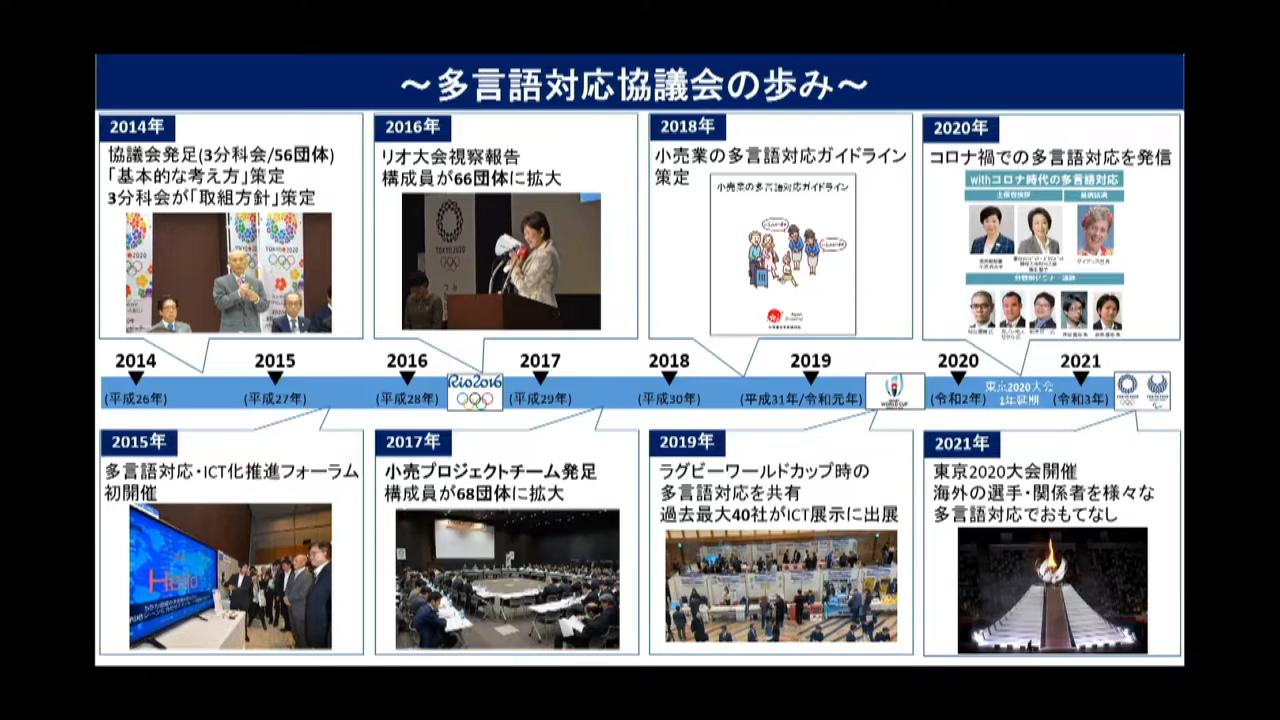 ～多言語対応協議会の歩み～
2014年
協議会発足(3分科会/56団体)
「基本的な考え方」策定
3分科会が「取組方針」策定
2016年
リオ大会視察報告
構成員が66団体に拡大
TOKYO2020
2018年
小売業の多言語対応ガイドライン
策定
小売業の多言語対応ガイドライン
2020年
コロナ禍での多言語対応を発信
withコロナ時代の多言語対応
主催者挨拶
基調講演
2014
2015
2016
2017
2018
2019
2020
2021
(平成26年)
(平成27年)
(平成28年)
Rio2016
(平成29年)
(平成30年)
(平成31年/令和元年)
WORLD CUP
(令和2年)
東京2020大会
1年延期
(令和3年)
2015年
多言語対応・ICT化推進フォーラム
初開催
Hello
2017年
小売プロジェクトチーム発足
構成員が68団体に拡大
2019年
ラグビーワールドカップ時の
多言語対応を共有
過去最大40社がICT展示に出展
2021年
東京2020大会開催
海外の選手・関係者を様々な
多言語対応でおもてなし